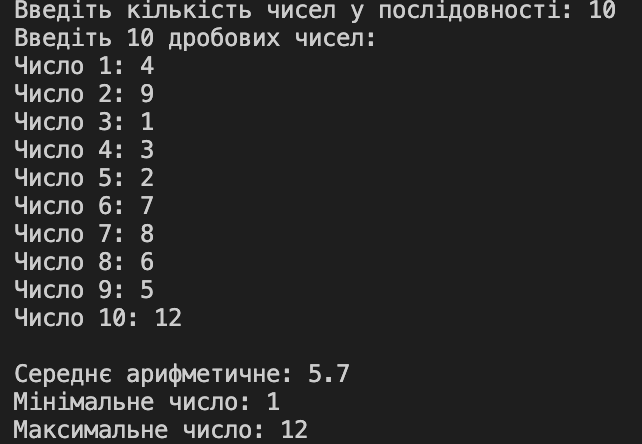 Введіть кількість чисел у послідовності: 10
Введіть 10 дробових чисел:
Число 1: 4
Число 2: 9
Число 3: 1
Число 4: 3
Число 5: 2
Число 6: 7
Число 7: 8
Число 8: 6
Число 9: 5
Число 10: 12
Середнє арифметичне: 5.7
Мінімальне число: 1
Максимальне число: 12